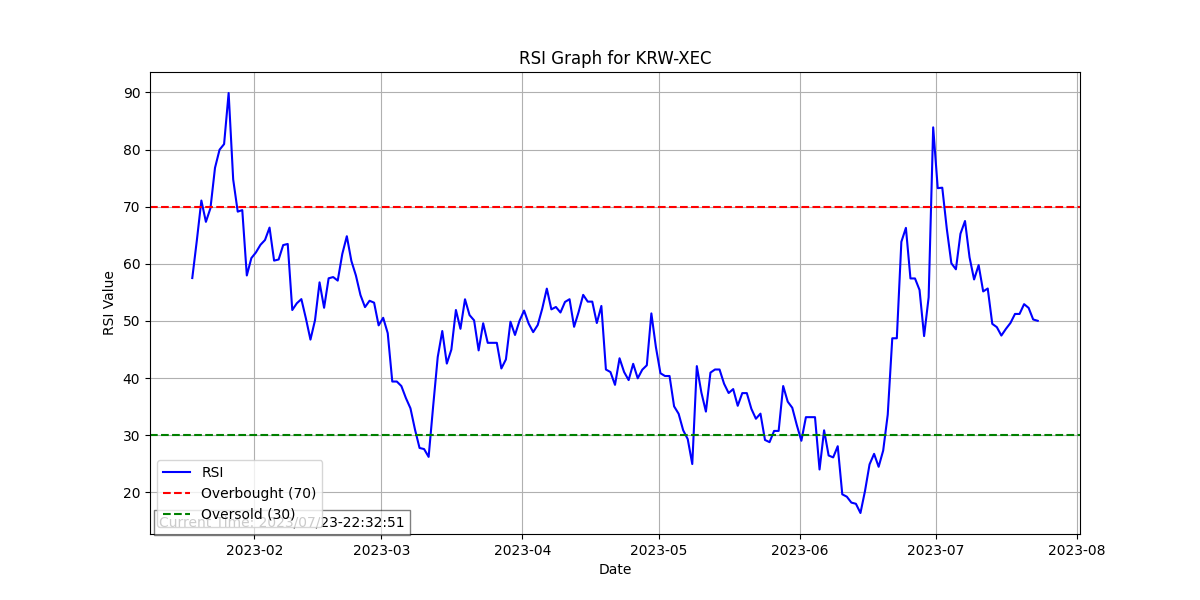 RSI Graph for KRW-XEC
RSI Value
90
80
70
60
50
40
30
20
RSI
Overbought (70)
Oversold (30)
Current Time: 2023/07/23-22:32:51
2023-02 2023-03 2023-04 2023-05 2023-06 2023-07 2023-08
Date